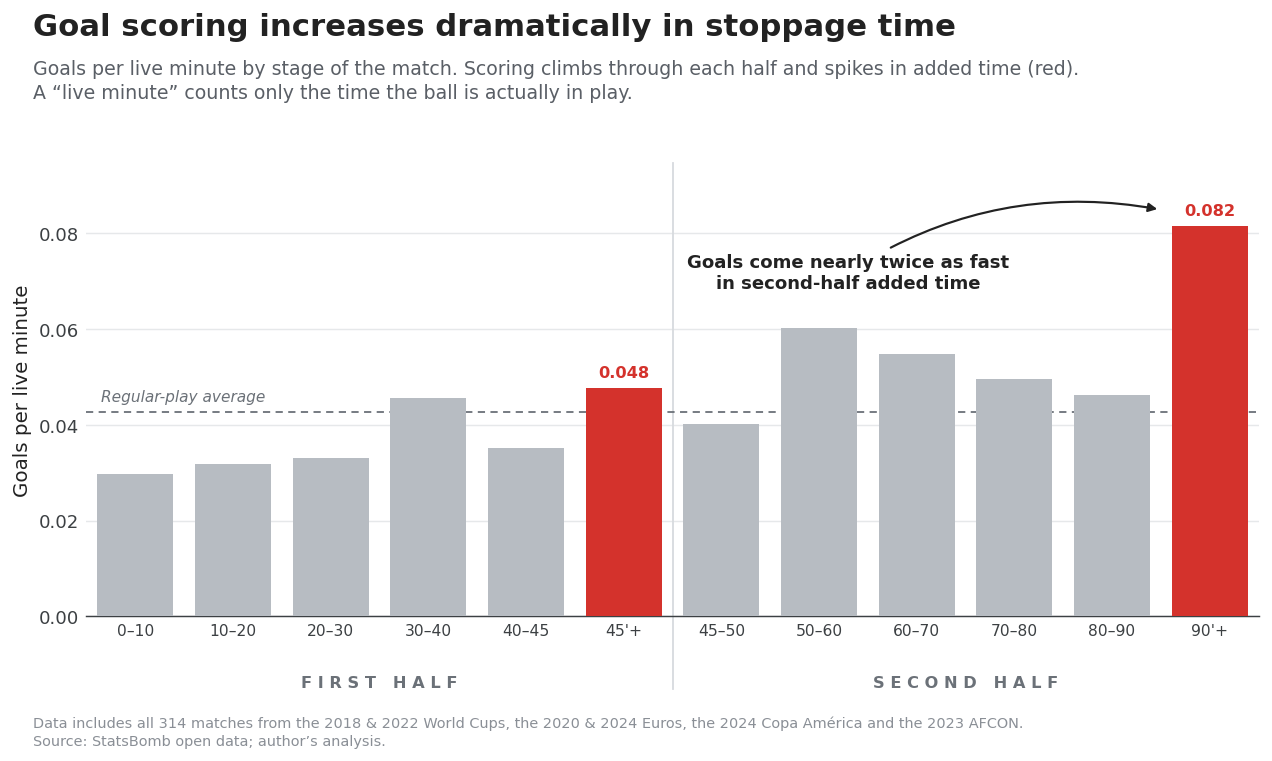 Goal scoring increases dramatically in stoppage time
Goals per live minute by stage of the match. Scoring climbs through each half and spikes in added time (red).
A “live minute” counts only the time the ball is actually in play.
Goals per live minute
0.08
0.06
0.04
0.02
0.00
Regular-play average
0.048
Goals come nearly twice as fast
in second-half added time
0.082
0–10
10–20
20–30
30–40
40–45
45'+
45–50
50–60
60–70
70–80
80–90
90'+
FIRST HALF
SECOND HALF
Data includes all 314 matches from the 2018 & 2022 World Cups, the 2020 & 2024 Euros, the 2024 Copa América and the 2023 AFCON.
Source: StatsBomb open data; author’s analysis.